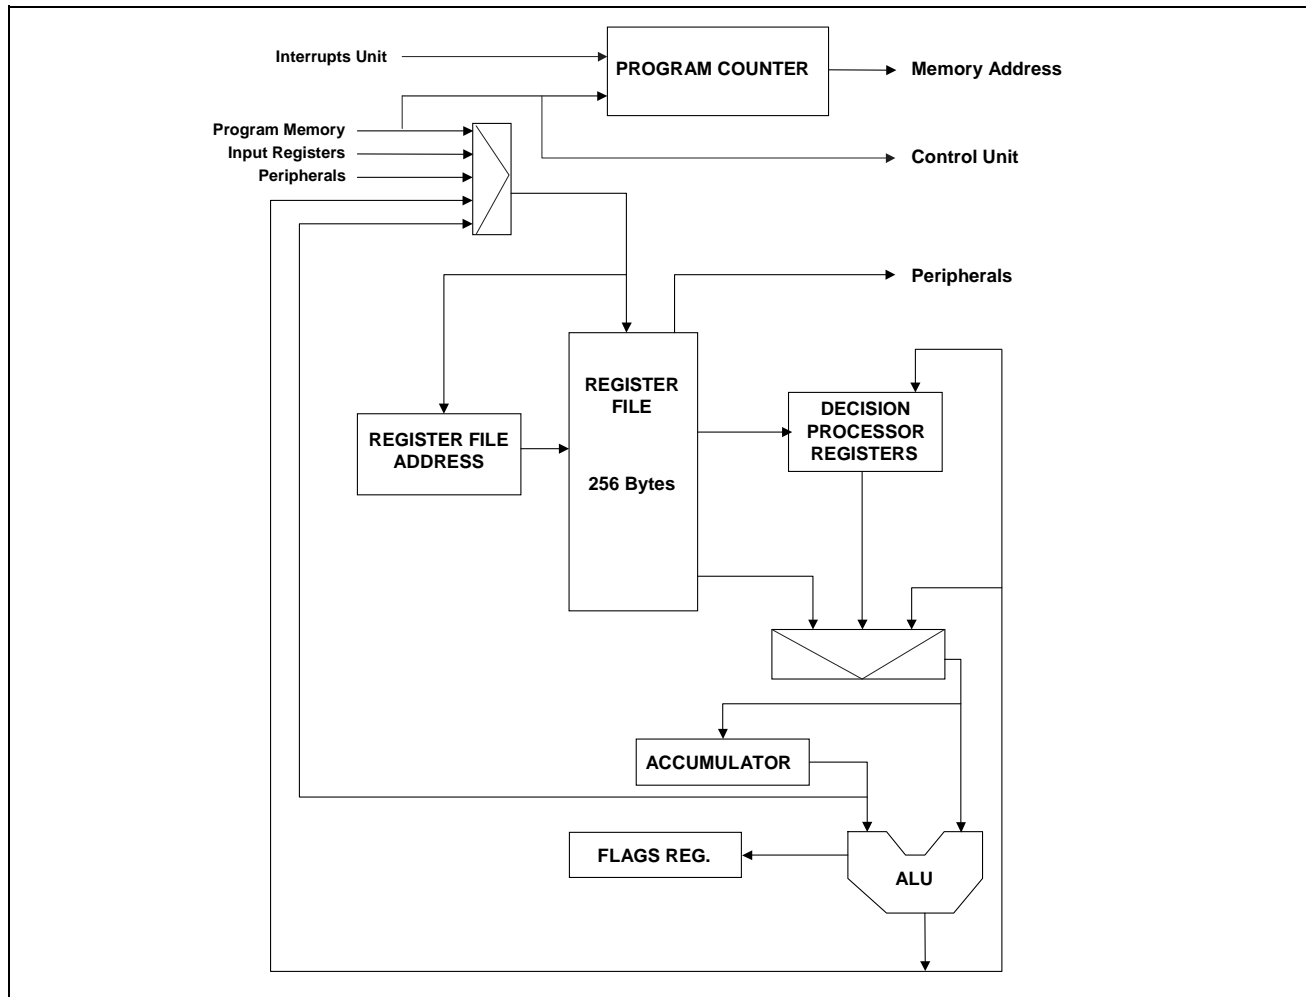 Interrupts Unit
PROGRAM COUNTER
Memory Address
Program Memory
Input Registers
Peripherals
Control Unit
Peripherals
REGISTER
FILE
256 Bytes
DECISION
PROCESSOR
REGISTERS
REGISTER FILE
ADDRESS
ACCUMULATOR
FLAGS REG.
ALU